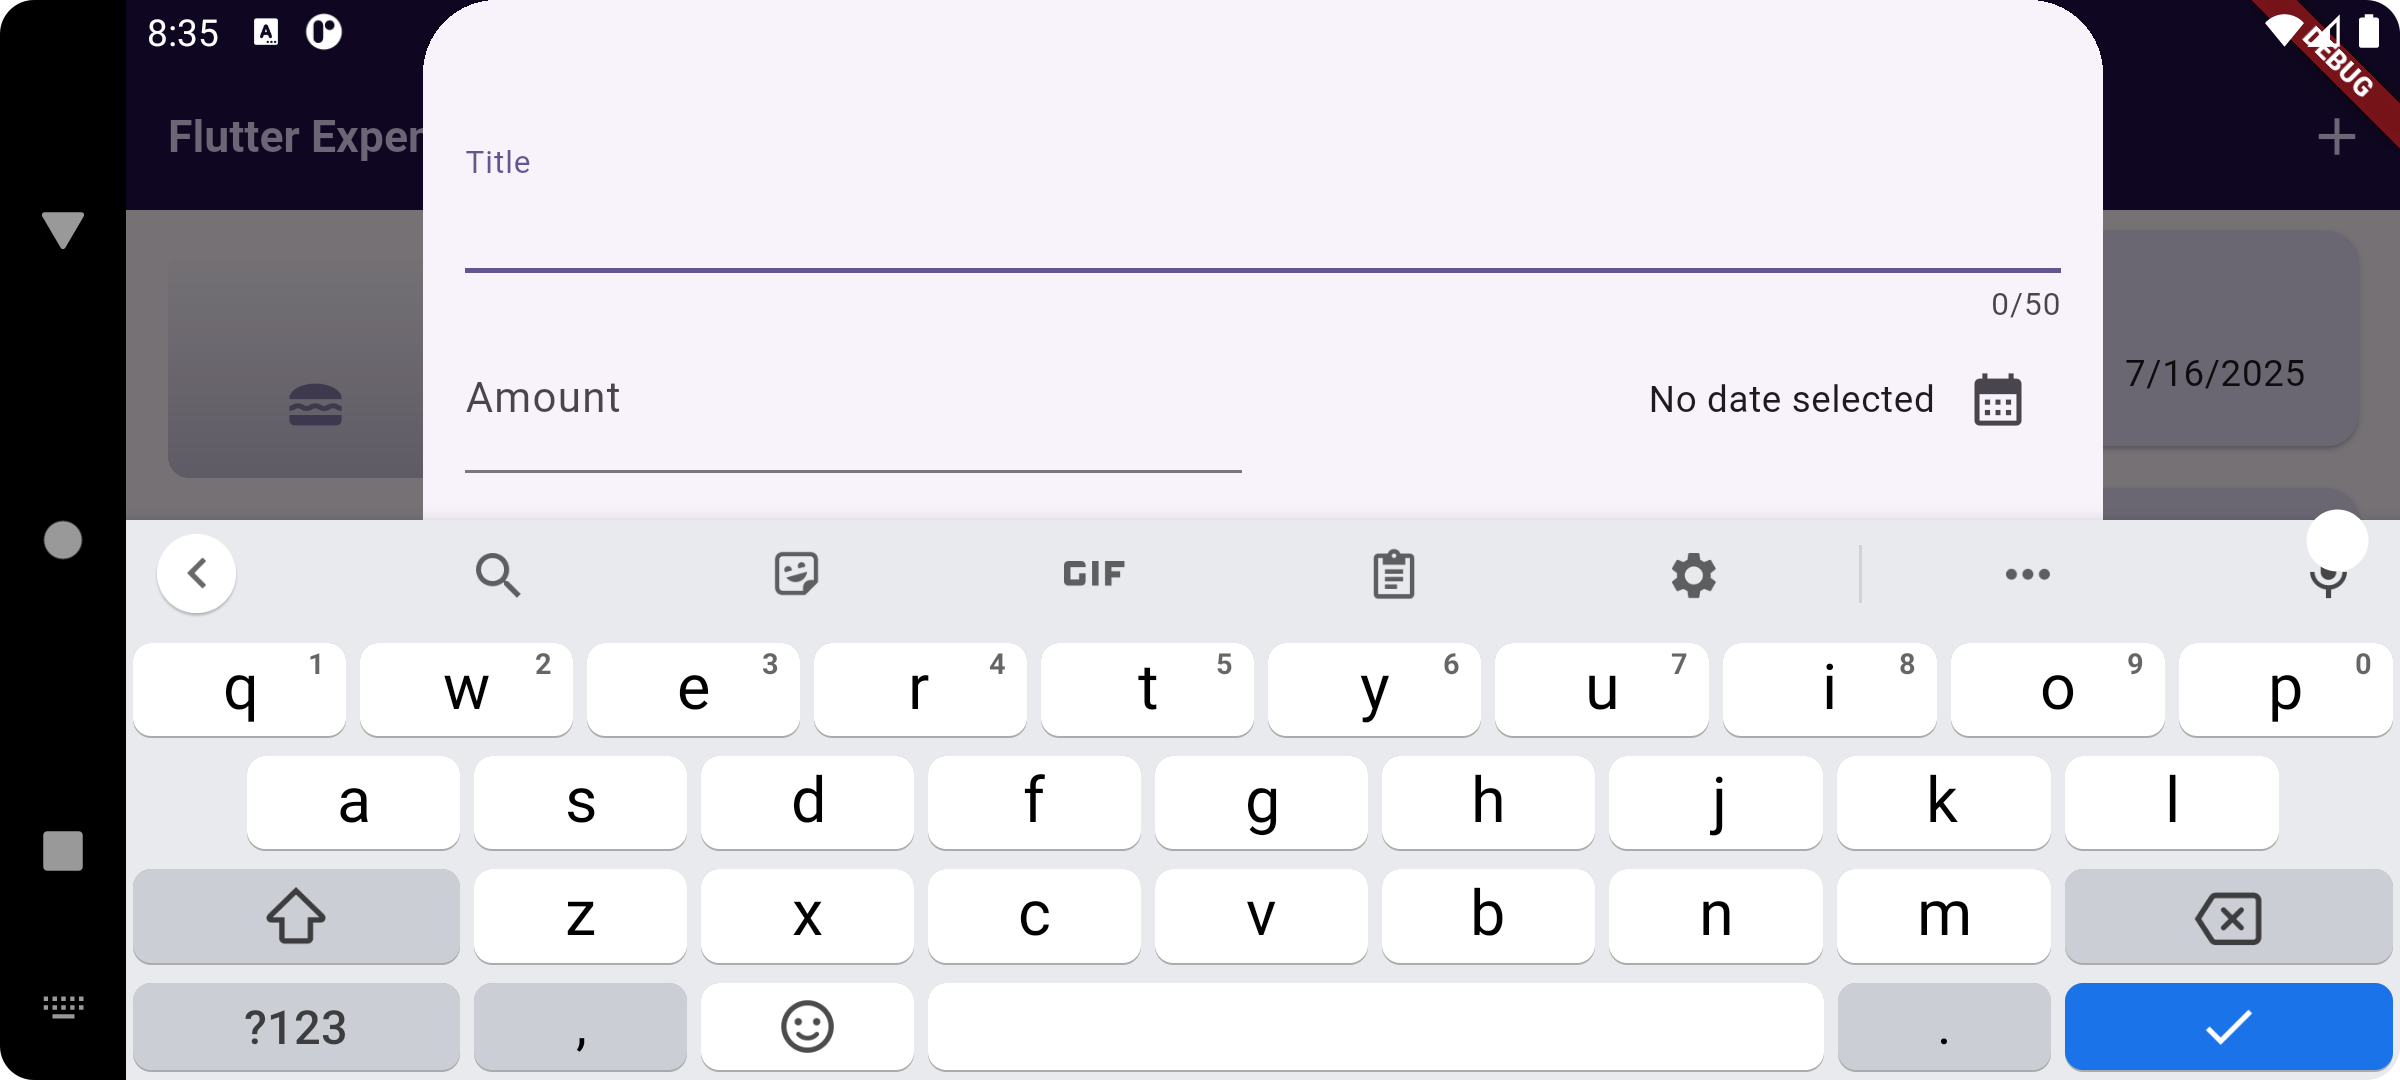 8:35
DEBUG
Flutter Exper
Title
0/50
Amount
No date selected
7/16/2025
GIF
q 1 w 2 e 3 r 4 t 5 y 6 u 7 i 8 o 9 p 0
a s d f g h j k l
z x c v b n m
?123 , .